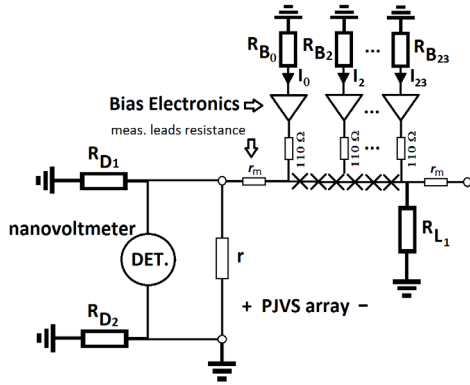 R_B0 R_B2 ... R_B23
I_0 I_2 I_23
Bias Electronics
...
meas. leads resistance
110 Ω 110 Ω ... 110 Ω
R_D1
r_m r_m
nanovoltmeter
R_L1
DET.
r
+ PJVS array −
R_D2